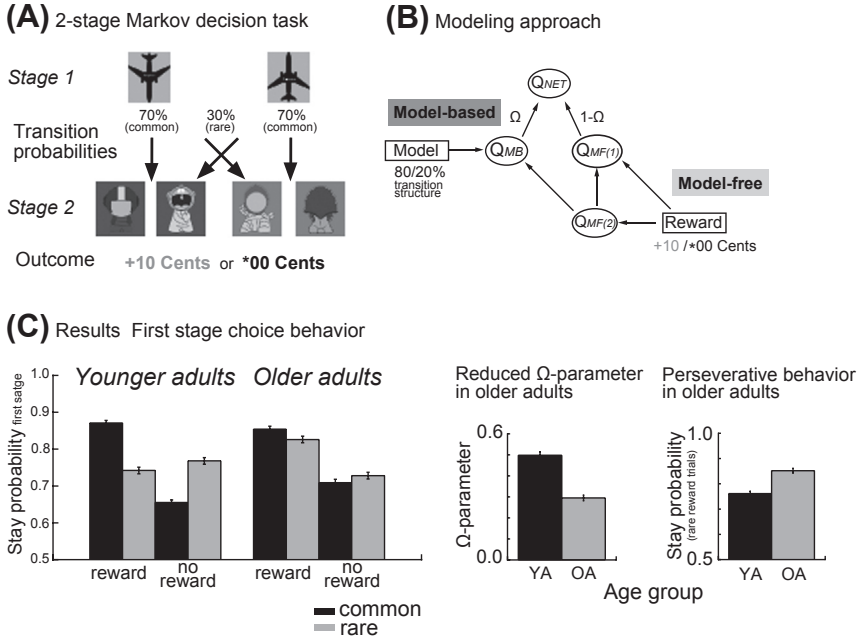 (A) 2-stage Markov decision task
Stage 1
70%
(common)
30%
(rare)
70%
(common)
Transition
probabilities
Stage 2
Outcome
+10 Cents or *00 Cents
(B) Modeling approach
QNET
Model-based
Ω
1-Ω
Model
QMB
QMF(1)
80/20%
transition
structure
Model-free
QMF(2)
Reward
+10 /*00 Cents
(C) Results First stage choice behavior
Younger adults
Older adults
Stay probability first satge
1.0
0.9
0.8
0.7
0.6
0.5
reward
no
reward
reward
no
reward
common
rare
Reduced Ω-parameter
in older adults
Ω-parameter
0.6
0.0
YA
OA
Perseverative behavior
in older adults
Stay probability
(rare reward trials)
1.0
0.5
YA
OA
Age group